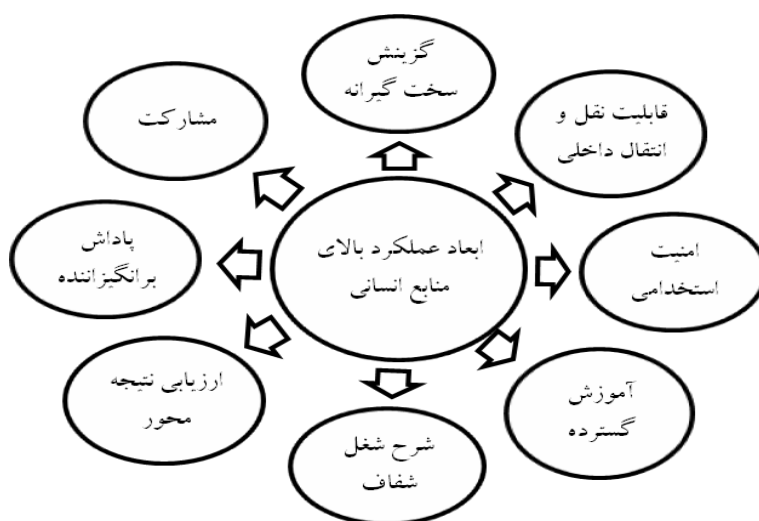 گزینش
سخت گیرانه
قابلیت نقل و
انتقال داخلی
امنیت
استخدامی
آموزش
گسترده
شرح شغل
شفاف
ارزیابی نتیجه
محور
پاداش
برانگیزاننده
مشارکت
ابعاد عملکرد بالای
منابع انسانی